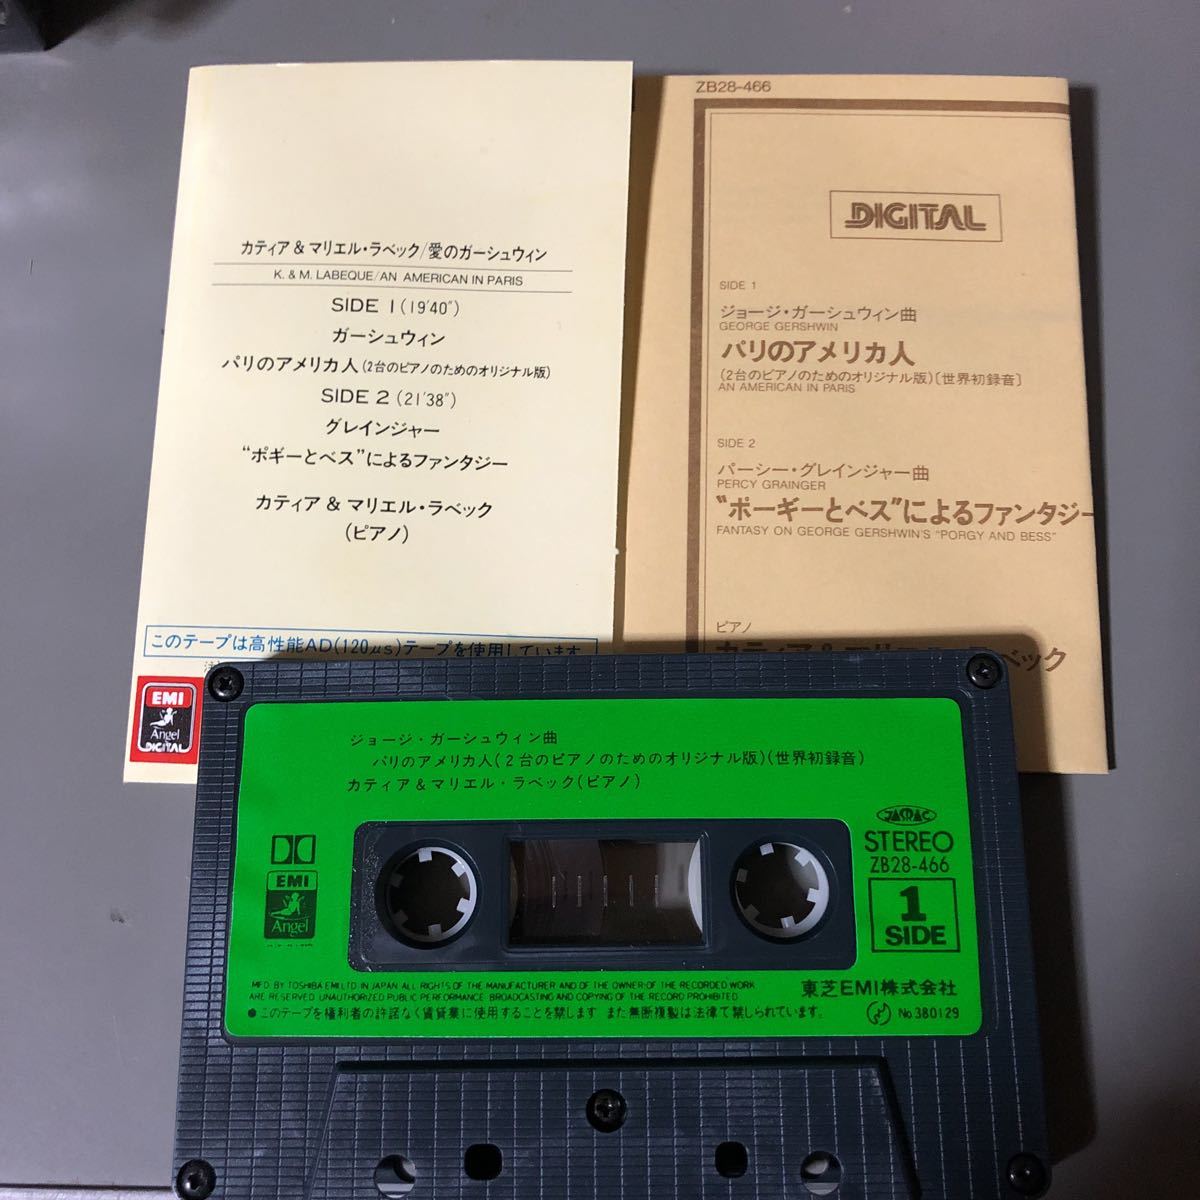 カティア&マリエル・ラベック/愛のガーシュウィン
K. & M. LABEQUE/AN AMERICAN IN PARIS
SIDE 1(19'40")
ガーシュウィン
パリのアメリカ人(2台のピアノのためのオリジナル版)
SIDE 2(21'38")
グレインジャー
“ポギーとベス”によるファンタジー
カティア&マリエル・ラベック
(ピアノ)
このテープは高性能AD(120μs)テープを使用しています
EMI
Angel
DIGITAL
ZB28-466
DIGITAL
SIDE 1
ジョージ・ガーシュウィン曲
GEORGE GERSHWIN
パリのアメリカ人
(2台のピアノのためのオリジナル版)〔世界初録音〕
AN AMERICAN IN PARIS
SIDE 2
パーシー・グレインジャー曲
PERCY GRAINGER
“ポーギーとベス”によるファンタジー
FANTASY ON GEORGE GERSHWIN'S "PORGY AND BESS"
ピアノ
カティア&マリエル・ラベック
ジョージ・ガーシュウィン曲
パリのアメリカ人(2台のピアノのためのオリジナル版)(世界初録音)
カティア&マリエル・ラベック(ピアノ)
JASRAC
STEREO
ZB28-466
1
SIDE
EMI
Angel
MFD. BY TOSHIBA EMI LTD IN JAPAN ALL RIGHTS OF THE MANUFACTURER AND OF THE OWNER OF THE RECORDED WORK
ARE RESERVED UNAUTHORIZED PUBLIC PERFORMANCE BROADCASTING AND COPYING OF THE RECORD PROHIBITED
●このテープを権利者の許諾なく賃貸業に使用することを禁します また無断複製は法律で禁しられています。
東芝EMI株式会社
No380129